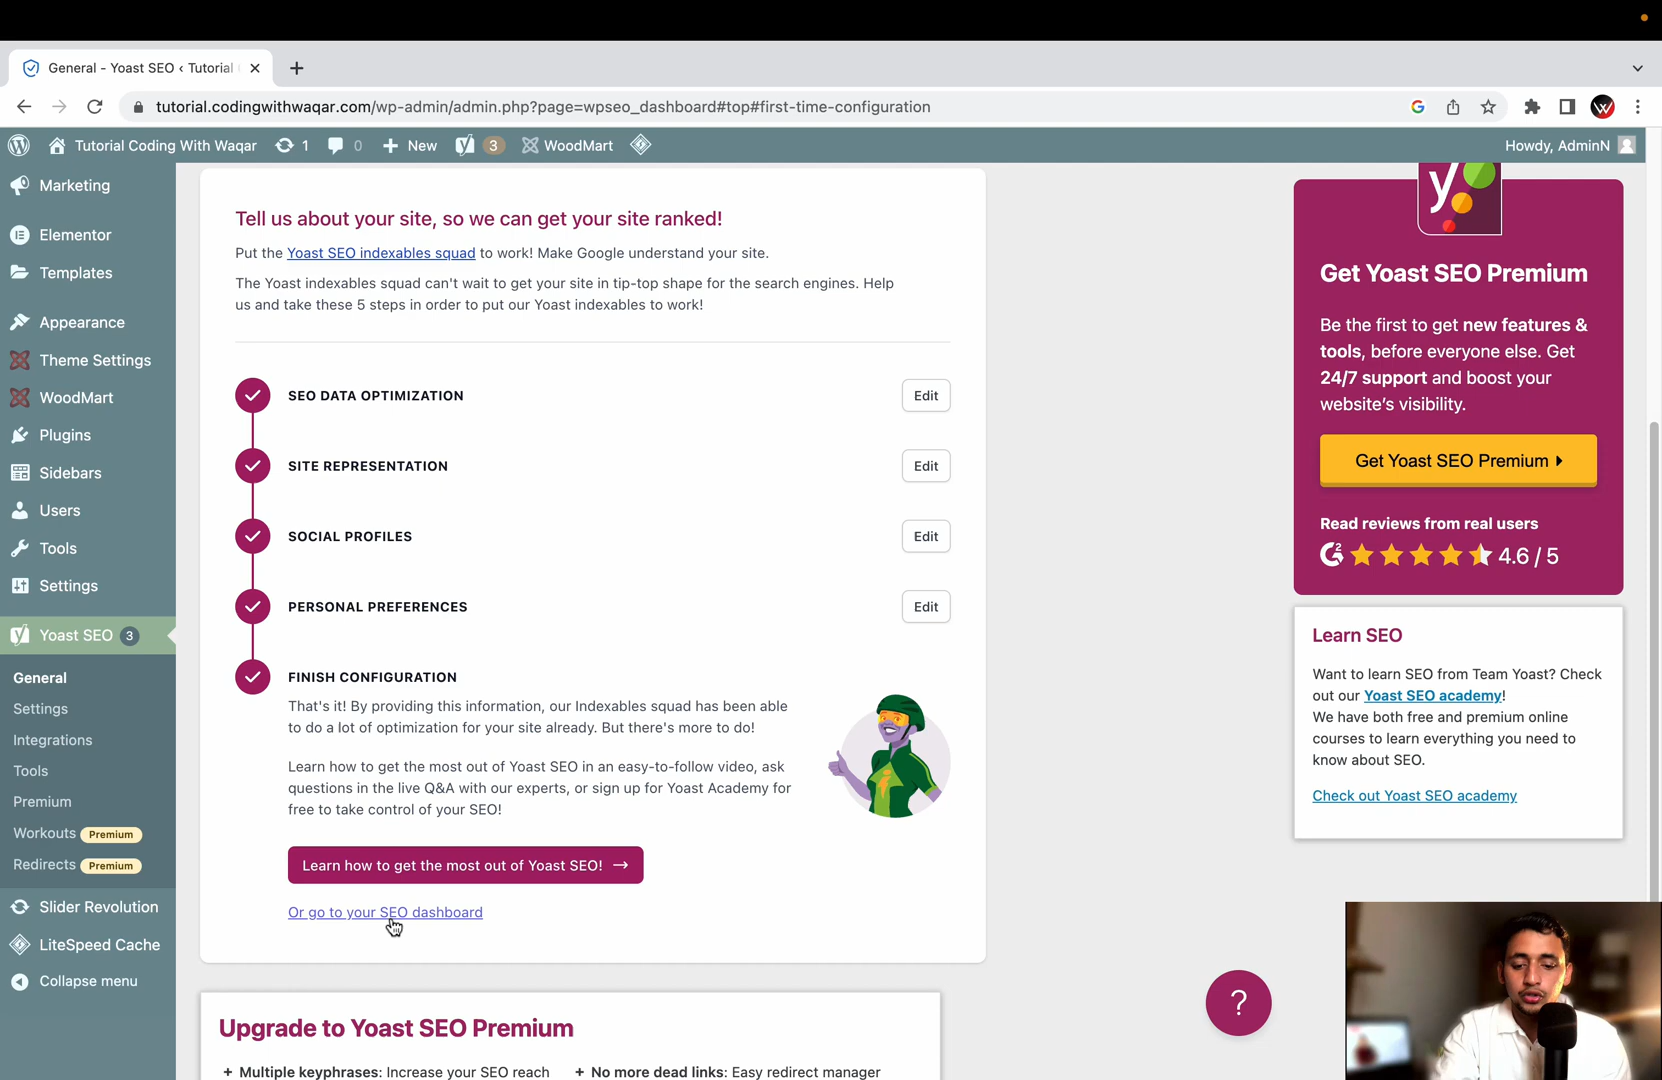 General - Yoast SEO ‹ Tutorial
tutorial.codingwithwaqar.com/wp-admin/admin.php?page=wpseo_dashboard#top#first-time-configuration
Tutorial Coding With Waqar 1 0 New 3 WoodMart Howdy, AdminN
Marketing
Elementor
Templates
Appearance
Theme Settings
WoodMart
Plugins
Sidebars
Users
Tools
Settings
Yoast SEO 3
General
Settings
Integrations
Tools
Premium
Workouts Premium
Redirects Premium
Slider Revolution
LiteSpeed Cache
Collapse menu
Tell us about your site, so we can get your site ranked!
Put the Yoast SEO indexables squad to work! Make Google understand your site.
The Yoast indexables squad can't wait to get your site in tip-top shape for the search engines. Help
us and take these 5 steps in order to put our Yoast indexables to work!
SEO DATA OPTIMIZATION Edit
SITE REPRESENTATION Edit
SOCIAL PROFILES Edit
PERSONAL PREFERENCES Edit
FINISH CONFIGURATION
That's it! By providing this information, our Indexables squad has been able
to do a lot of optimization for your site already. But there's more to do!
Learn how to get the most out of Yoast SEO in an easy-to-follow video, ask
questions in the live Q&A with our experts, or sign up for Yoast Academy for
free to take control of your SEO!
Learn how to get the most out of Yoast SEO! →
Or go to your SEO dashboard
Upgrade to Yoast SEO Premium
+ Multiple keyphrases: Increase your SEO reach + No more dead links: Easy redirect manager
y
Get Yoast SEO Premium
Be the first to get new features &
tools, before everyone else. Get
24/7 support and boost your
website's visibility.
Get Yoast SEO Premium
Read reviews from real users
G2 4.6 / 5
Learn SEO
Want to learn SEO from Team Yoast? Check
out our Yoast SEO academy!
We have both free and premium online
courses to learn everything you need to
know about SEO.
Check out Yoast SEO academy
?